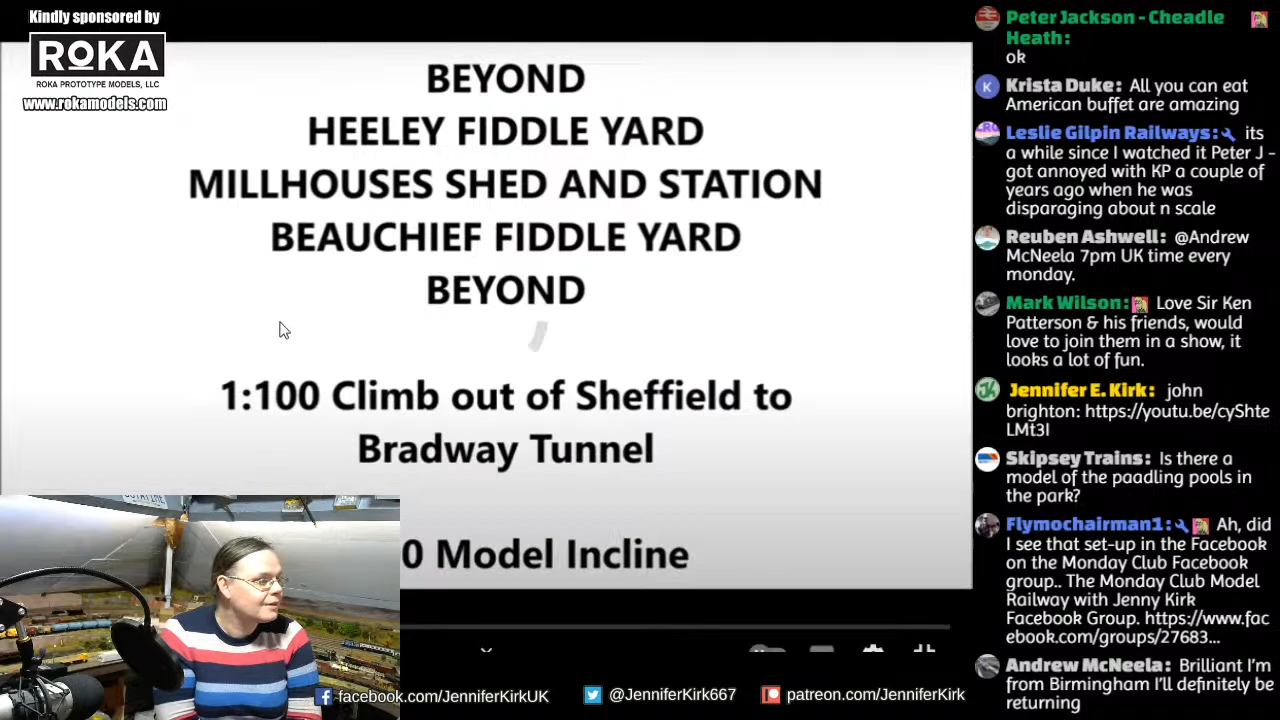 Kindly sponsored by
ROKA
ROKA PROTOTYPE MODELS, LLC
www.rokamodels.com
BEYOND
HEELEY FIDDLE YARD
MILLHOUSES SHED AND STATION
BEAUCHIEF FIDDLE YARD
BEYOND
1:100 Climb out of Sheffield to
Bradway Tunnel
0 Model Incline
facebook.com/JenniferKirkUK
@JenniferKirk667
patreon.com/JenniferKirk
Peter Jackson - Cheadle
Heath:
ok
Krista Duke: All you can eat
American buffet are amazing
Leslie Gilpin Railways: its
a while since I watched it Peter J -
got annoyed with KP a couple of
years ago when he was
disparaging about n scale
Reuben Ashwell: @Andrew
McNeela 7pm UK time every
monday.
Mark Wilson: Love Sir Ken
Patterson & his friends, would
love to join them in a show, it
looks a lot of fun.
Jennifer E. Kirk: john
brighton: https://youtu.be/cyShte
LMt3I
Skipsey Trains: Is there a
model of the paadling pools in
the park?
Flymochairman1: Ah, did
I see that set-up in the Facebook
on the Monday Club Facebook
group.. The Monday Club Model
Railway with Jenny Kirk
Facebook Group. https://www.fac
ebook.com/groups/27683...
Andrew McNeela: Brilliant I'm
from Birmingham I'll definitely be
returning